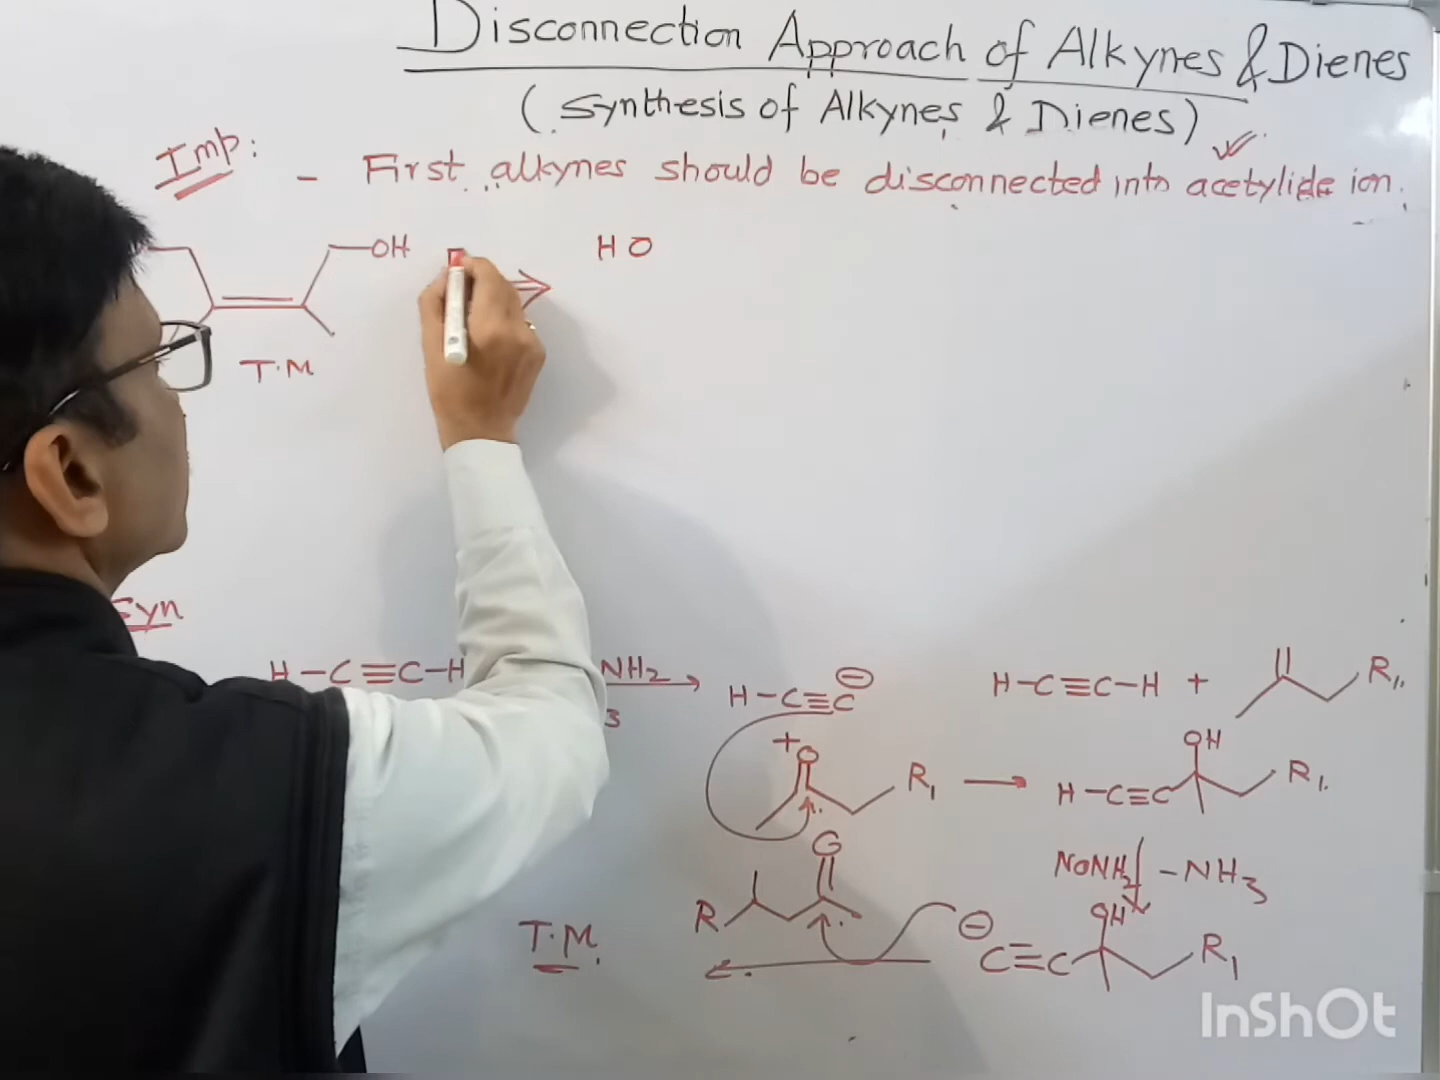 Disconnection Approach of Alkynes & Dienes
(Synthesis of Alkynes & Dienes)
Imp:
- First alkynes should be disconnected into acetylide ion.
OH
HO
T.M
Syn
H-C≡C-H
NH2
3
H-C≡C⊖
H-C≡C-H +
R1
+
O
R1
OH
H-C≡C
R1
O
R
NaNH2
-NH3
T.M.
⊖
C≡C
OH
R1
InShOt